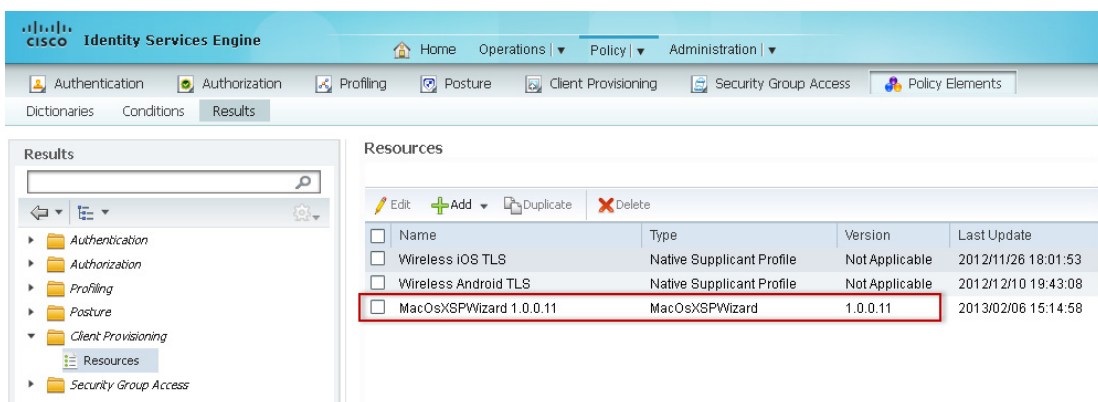 CISCO Identity Services Engine
Home Operations | Policy | Administration |
Authentication Authorization Profiling Posture Client Provisioning Security Group Access Policy Elements
Dictionaries Conditions Results
Results
Resources
Edit Add Duplicate Delete
Name Type Version Last Update
Wireless iOS TLS Native Supplicant Profile Not Applicable 2012/11/26 18:01:53
Wireless Android TLS Native Supplicant Profile Not Applicable 2012/12/10 19:43:08
MacOsXSPWizard 1.0.0.11 MacOsXSPWizard 1.0.0.11 2013/02/06 15:14:58
Authentication
Authorization
Profiling
Posture
Client Provisioning
Resources
Security Group Access